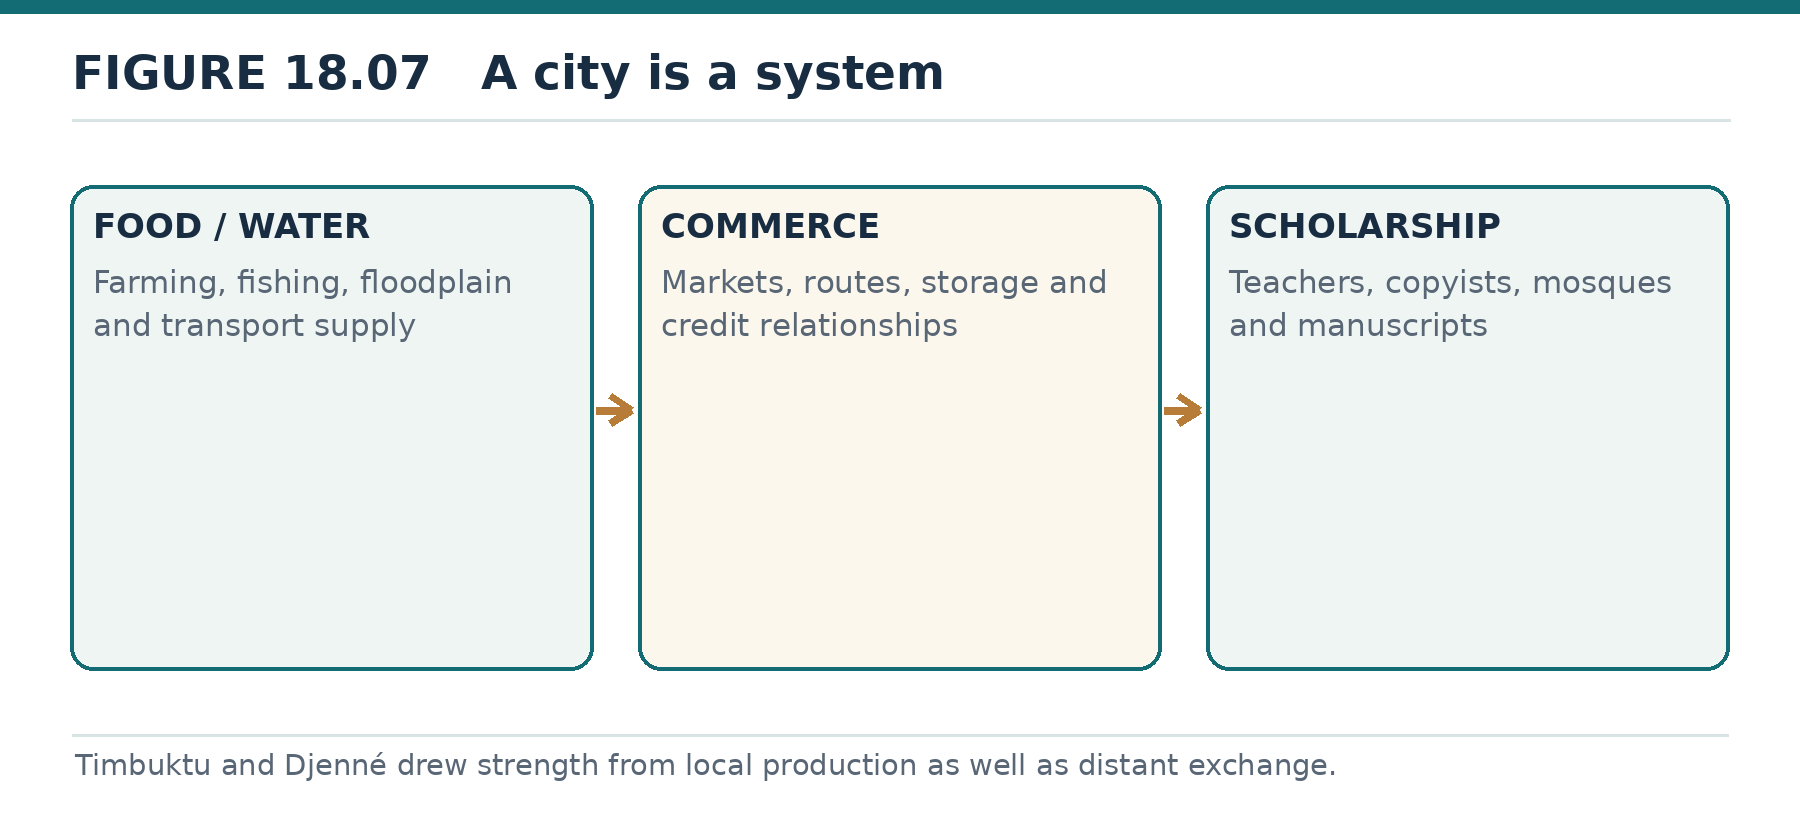 FIGURE 18.07 A city is a system
FOOD / WATER
Farming, fishing, floodplain
and transport supply
COMMERCE
Markets, routes, storage and
credit relationships
SCHOLARSHIP
Teachers, copyists, mosques
and manuscripts
Timbuktu and Djenné drew strength from local production as well as distant exchange.